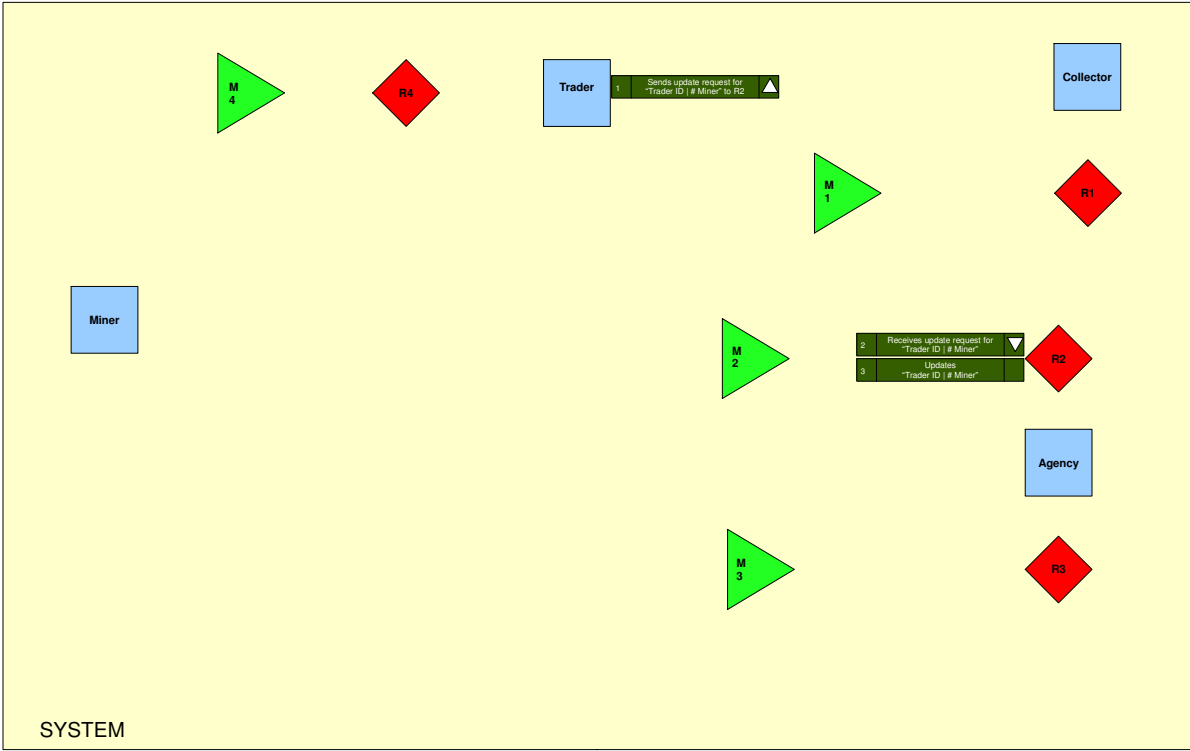 M
4
R4
Trader
1
Sends update request for
“Trader ID | # Miner” to R2
Collector
M
1
R1
Miner
M
2
2
Receives update request for
“Trader ID | # Miner”
3
Updates
“Trader ID | # Miner”
R2
Agency
M
3
R3
SYSTEM